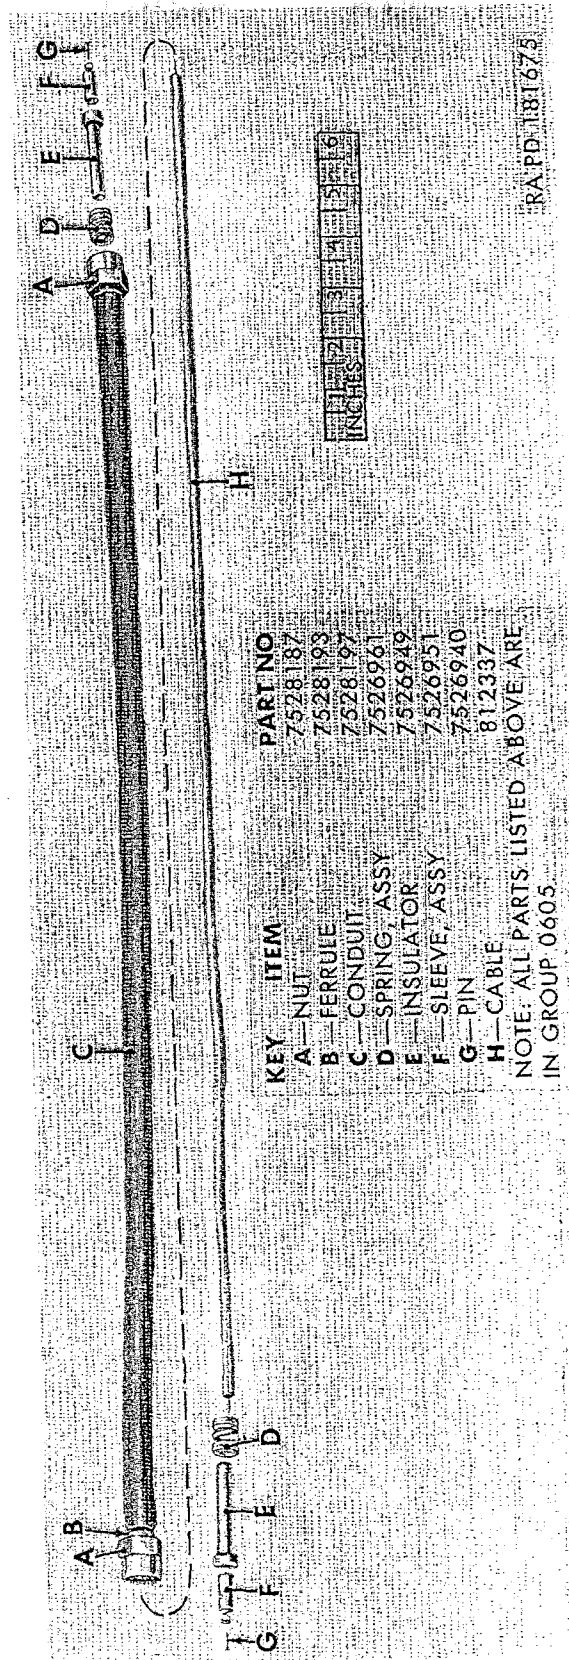 G
F
E
D
A
C
B
A
H
D
E
F
G
1 2 3 4 5 6
INCHES
KEY ITEM PART NO
A—NUT 7528187
B—FERRULE 7528193
C—CONDUIT 7528197
D—SPRING, ASSY 7526961
E—INSULATOR 7526949
F—SLEEVE, ASSY 7526951
G—PIN 7526940
H—CABLE 812337
NOTE: ALL PARTS LISTED ABOVE ARE
IN GROUP 0605.
RA PD 181675